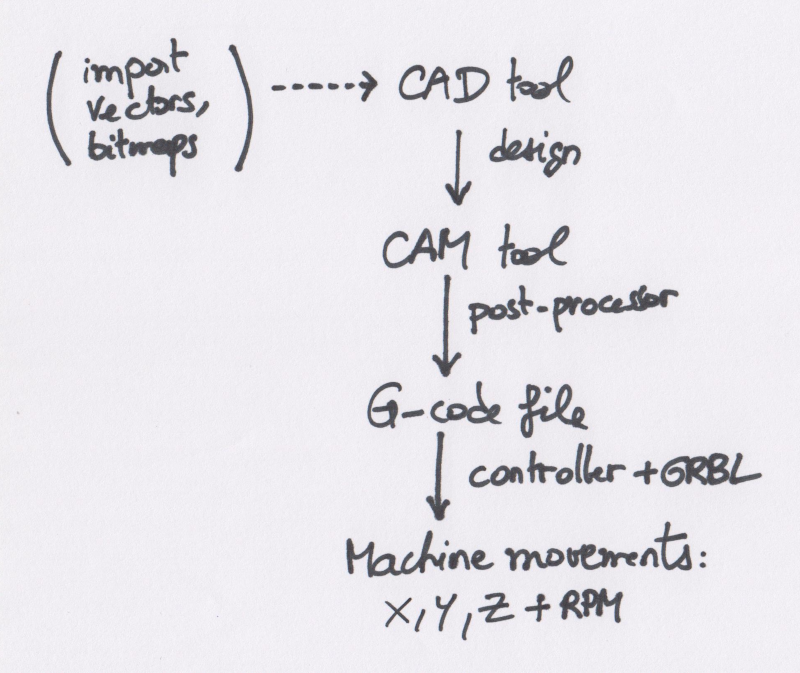 (import
vectors,
bitmaps)
CAD tool
design
CAM tool
post-processor
G-code file
controller + GRBL
Machine movements:
X, Y, Z + RPM